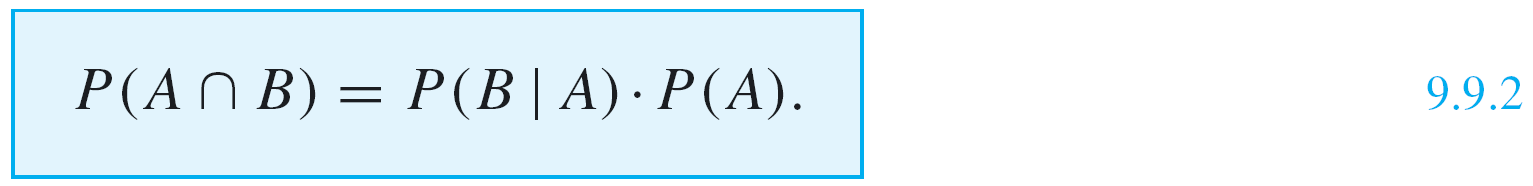 P(A ∩ B) = P(B | A) · P(A). 9.9.2